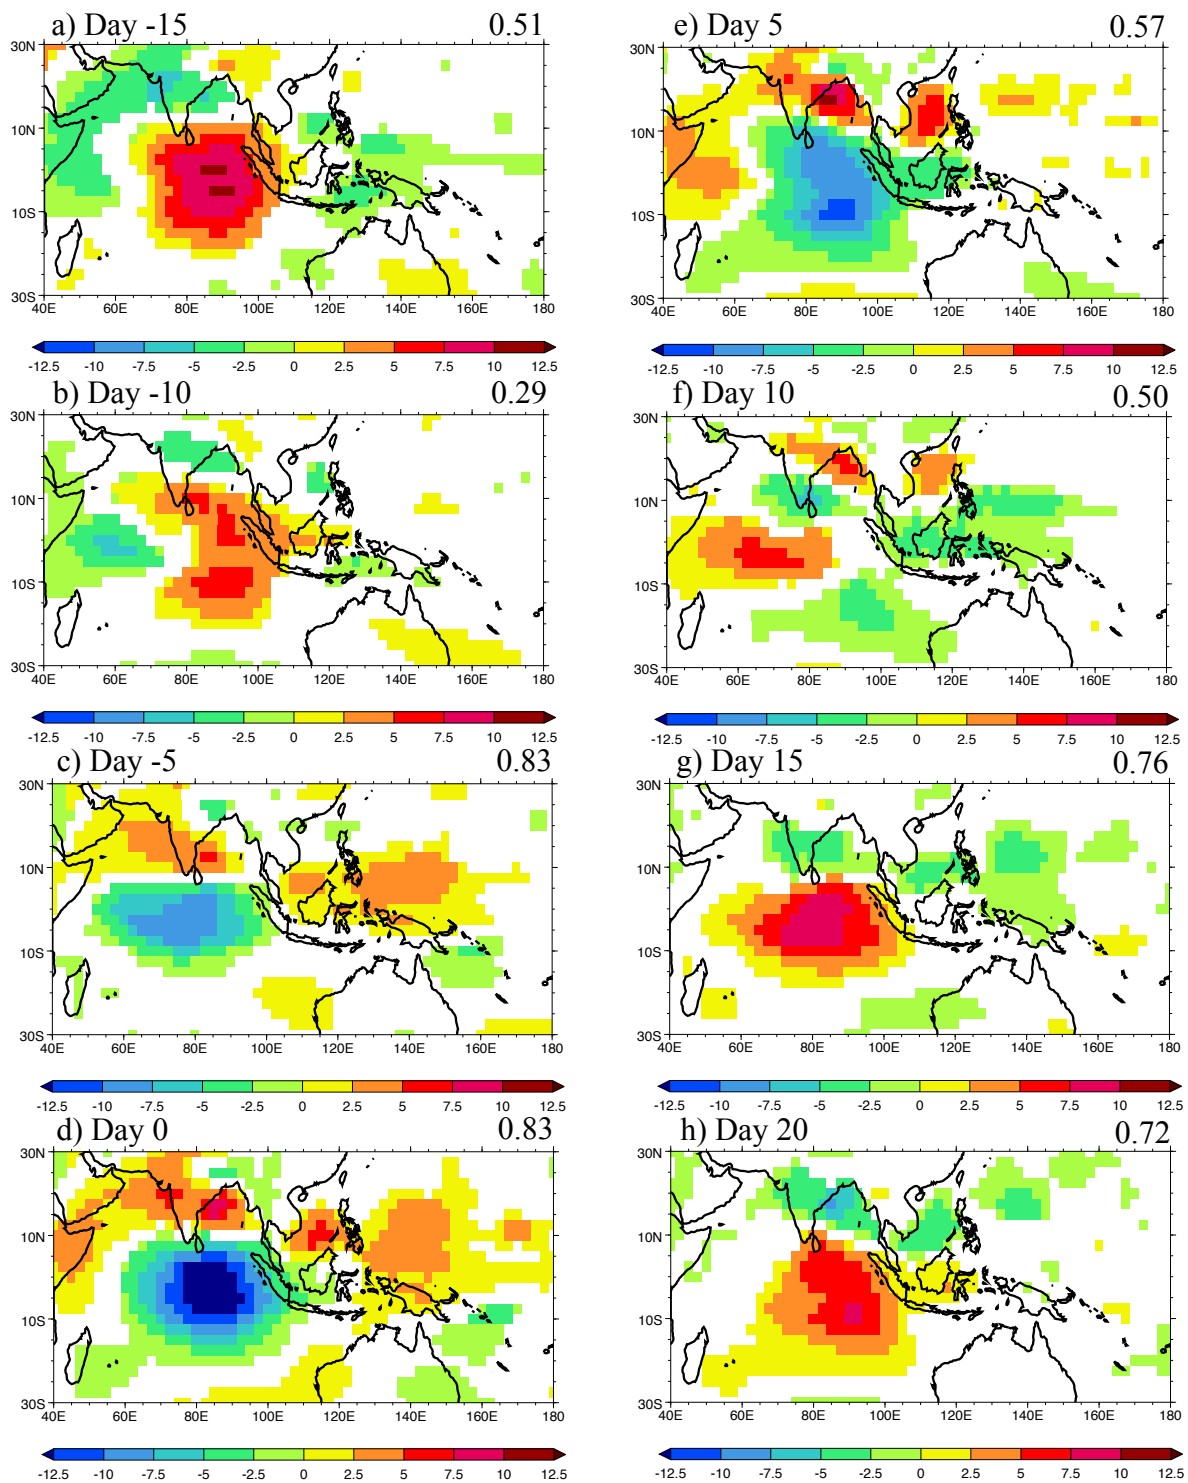 a) Day -15 0.51
30N
10N
10S
30S
40E 60E 80E 100E 120E 140E 160E 180
-12.5 -10 -7.5 -5 -2.5 0 2.5 5 7.5 10 12.5
b) Day -10 0.29
30N
10N
10S
30S
40E 60E 80E 100E 120E 140E 160E 180
-12.5 -10 -7.5 -5 -2.5 0 2.5 5 7.5 10 12.5
c) Day -5 0.83
30N
10N
10S
30S
40E 60E 80E 100E 120E 140E 160E 180
-12.5 -10 -7.5 -5 -2.5 0 2.5 5 7.5 10 12.5
d) Day 0 0.83
30N
10N
10S
30S
40E 60E 80E 100E 120E 140E 160E 180
-12.5 -10 -7.5 -5 -2.5 0 2.5 5 7.5 10 12.5
e) Day 5 0.57
30N
10N
10S
30S
40E 60E 80E 100E 120E 140E 160E 180
-12.5 -10 -7.5 -5 -2.5 0 2.5 5 7.5 10 12.5
f) Day 10 0.50
30N
10N
10S
30S
40E 60E 80E 100E 120E 140E 160E 180
-12.5 -10 -7.5 -5 -2.5 0 2.5 5 7.5 10 12.5
g) Day 15 0.76
30N
10N
10S
30S
40E 60E 80E 100E 120E 140E 160E 180
-12.5 -10 -7.5 -5 -2.5 0 2.5 5 7.5 10 12.5
h) Day 20 0.72
30N
10N
10S
30S
40E 60E 80E 100E 120E 140E 160E 180
-12.5 -10 -7.5 -5 -2.5 0 2.5 5 7.5 10 12.5